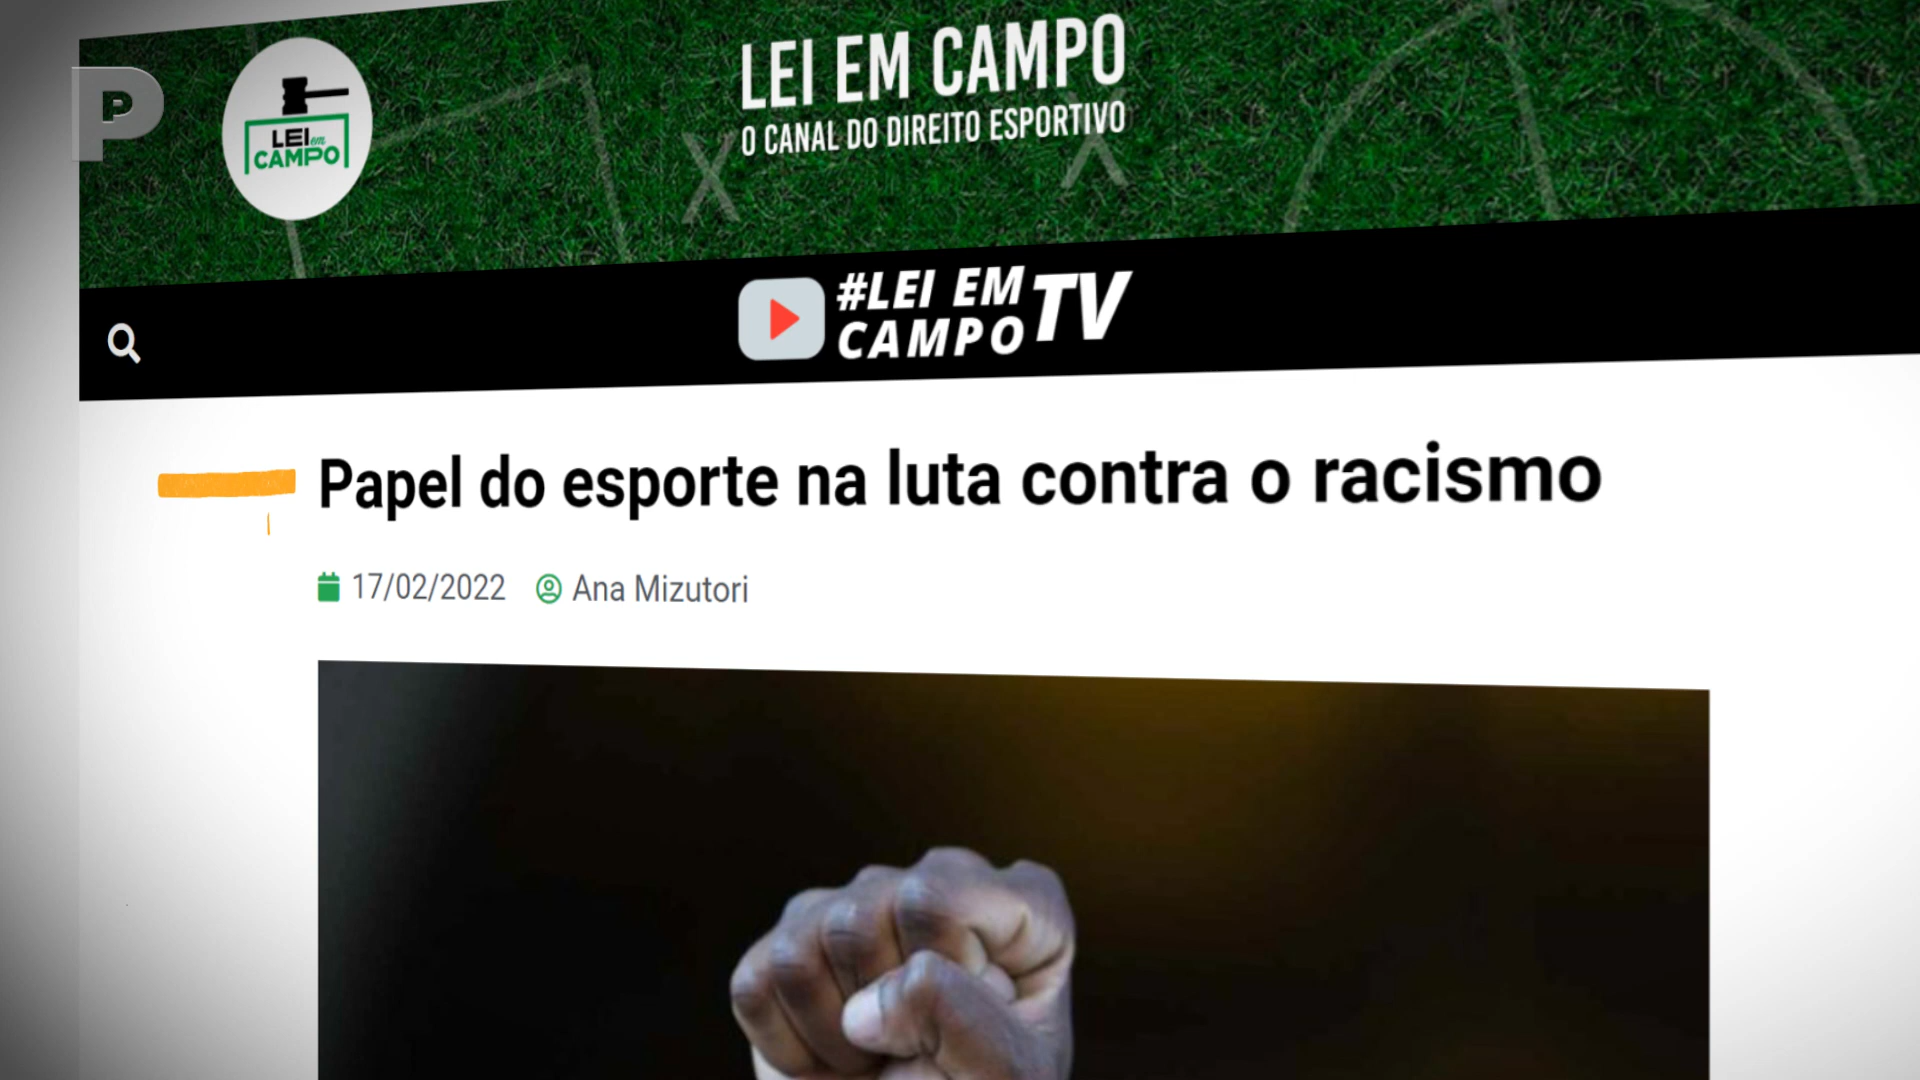 P
LEI em
CAMPO
LEI EM CAMPO
O CANAL DO DIREITO ESPORTIVO
#LEI EM
CAMPO TV
Papel do esporte na luta contra o racismo
17/02/2022 Ana Mizutori